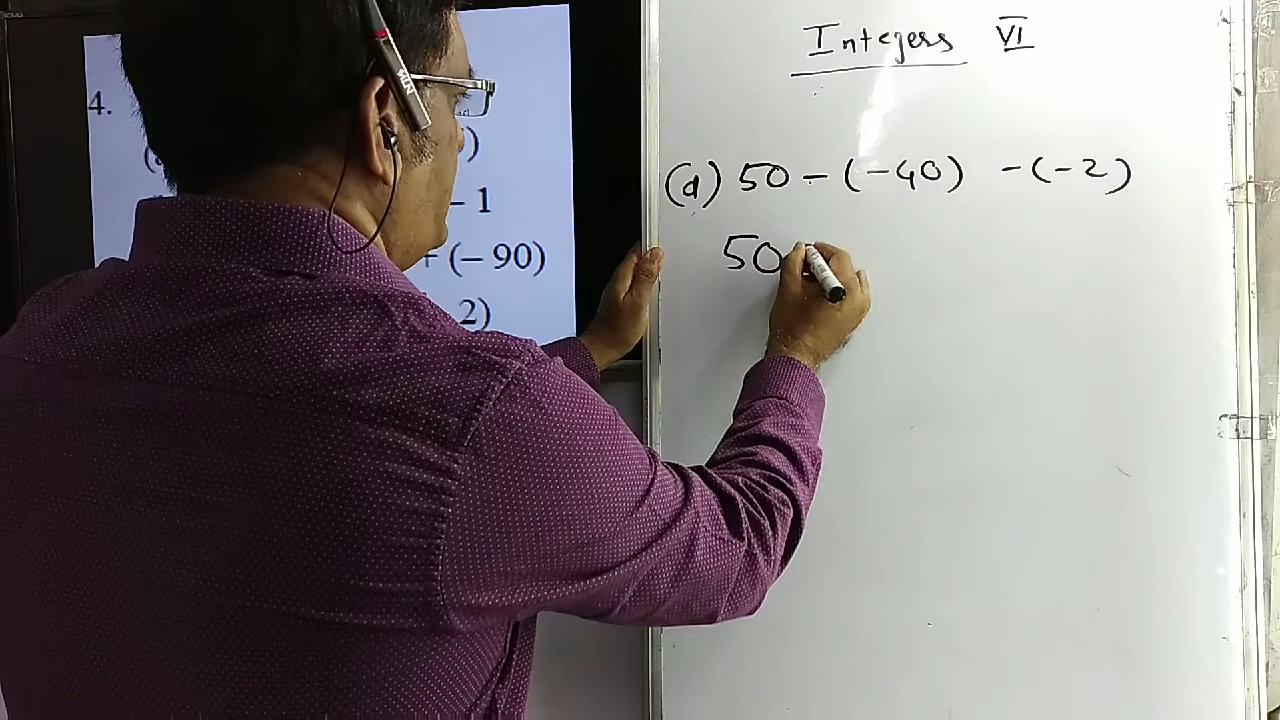 4.
)
- 1
+ (- 90)
2)
Integers VI
(d) 50 - (-40) - (-2)
50